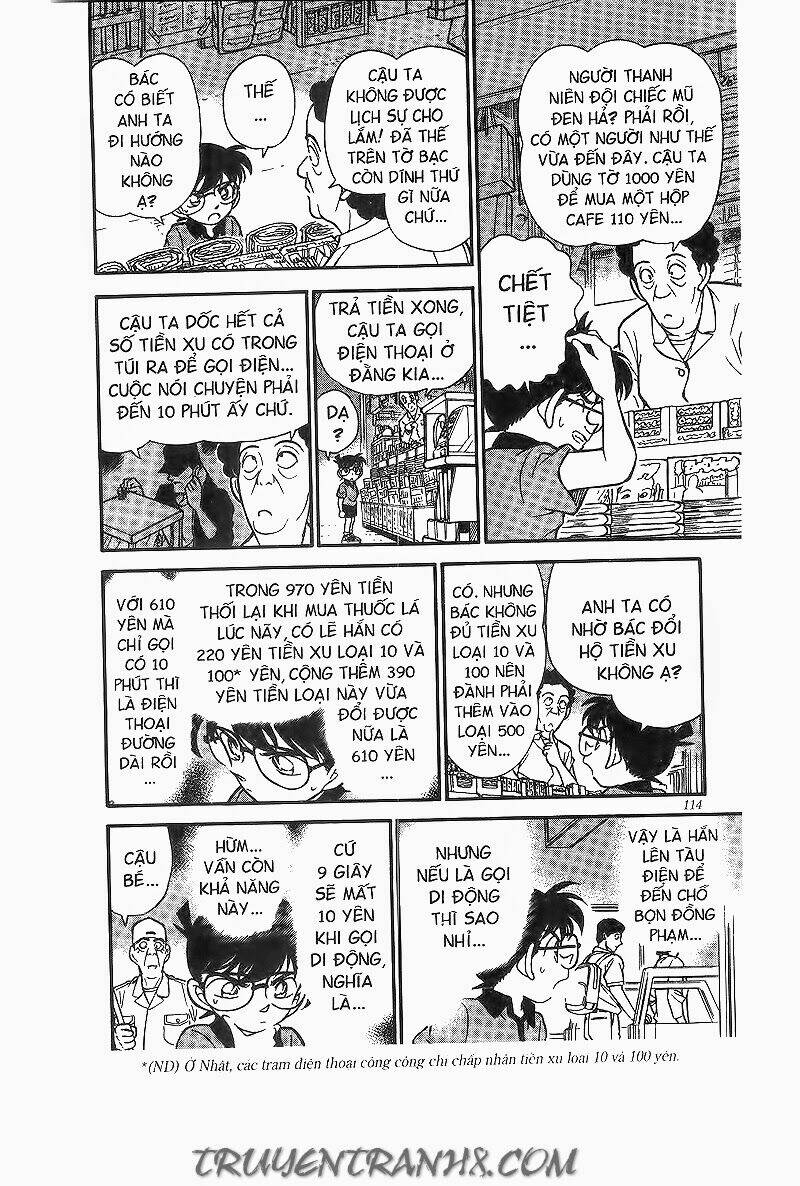 NGƯỜI THANH
NIÊN ĐỘI CHIẾC MŨ
ĐEN HẢ? PHẢI RỒI,
CÓ MỘT NGƯỜI NHƯ THẾ
VỪA ĐẾN ĐÂY. CẬU TA
DÙNG TỜ 1000 YÊN
ĐỂ MUA MỘT HỘP
CAFE 110 YÊN...
CHẾT
TIỆT
...
CẬU TA
KHÔNG ĐƯỢC
LỊCH SỰ CHO
LẮM! ĐÃ THẾ
TRÊN TỜ BẠC
CÒN DÍNH THỨ
GÌ NỮA
CHỨ...
THẾ
...
BÁC
CÓ BIẾT
ANH TA
ĐI HƯỚNG
NÀO
KHÔNG
Ạ?
TRẢ TIỀN XONG,
CẬU TA GỌI
ĐIỆN THOẠI Ở
ĐẰNG KIA...
DẠ
?
CẬU TA DỐC HẾT CẢ
SỐ TIỀN XU CÓ TRONG
TÚI RA ĐỂ GỌI ĐIỆN...
CUỘC NÓI CHUYỆN PHẢI
ĐẾN 10 PHÚT ẤY CHỨ.
ANH TA CÓ
NHỜ BÁC ĐỔI
HỘ TIỀN XU
KHÔNG Ạ?
CÓ. NHƯNG
BÁC KHÔNG
ĐỦ TIỀN XU
LOẠI 10 VÀ
100 NÊN
ĐÀNH PHẢI
THÊM VÀO
LOẠI 500
YÊN...
TRONG 970 YÊN TIỀN
THỐI LẠI KHI MUA THUỐC LÁ
LÚC NÃY, CÓ LẼ HẮN CÓ
220 YÊN TIỀN XU LOẠI 10 VÀ
100* YÊN, CỘNG THÊM 390
YÊN TIỀN LOẠI NÀY VỪA
ĐỔI ĐƯỢC
NỮA LÀ
610 YÊN
...
VỚI 610
YÊN MÀ
CHỈ GỌI
CÓ 10
PHÚT THÌ
LÀ ĐIỆN
THOẠI
ĐƯỜNG
DÀI RỒI
...
114
VẬY LÀ HẮN
LÊN TÀU
ĐIỆN ĐỂ
ĐẾN CHỖ
BỌN ĐỒNG
PHẠM...
NHƯNG
NẾU LÀ GỌI
DI ĐỘNG
THÌ SAO
NHỈ...
CỨ
9 GIÂY
SẼ MẤT
10 YÊN
KHI GỌI
DI ĐỘNG,
NGHĨA
LÀ...
HỪM...
VẪN CÒN
KHẢ NĂNG
NÀY...
CẬU
BÉ...
*(ND) Ở Nhật, các trạm điện thoại công cộng chỉ chấp nhận tiền xu loại 10 và 100 yên.
TRUYENTRANH8.COM